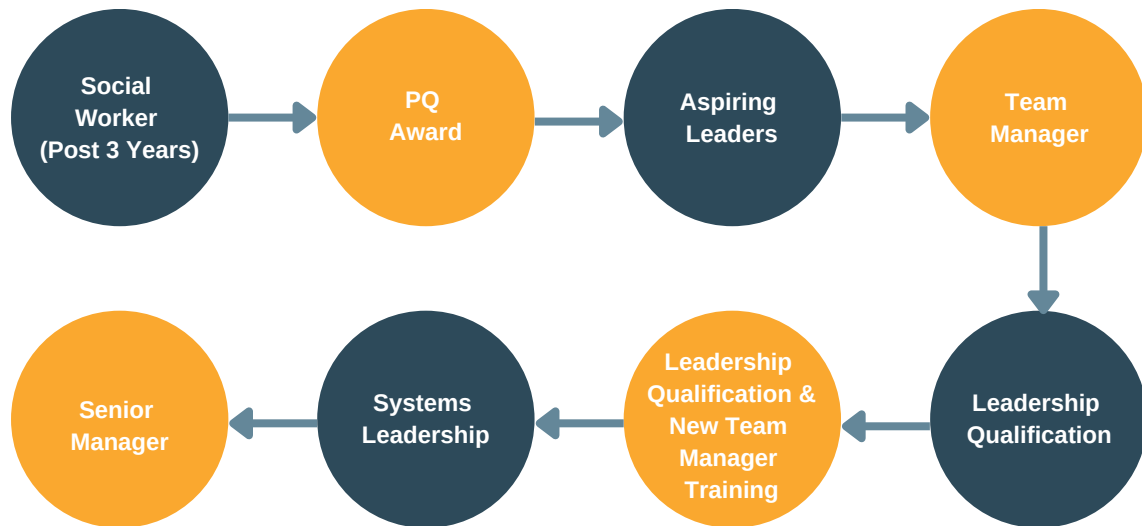 Social
Worker
(Post 3 Years)
PQ
Award
Aspiring
Leaders
Team
Manager
Leadership
Qualification
Leadership
Qualification &
New Team
Manager
Training
Systems
Leadership
Senior
Manager